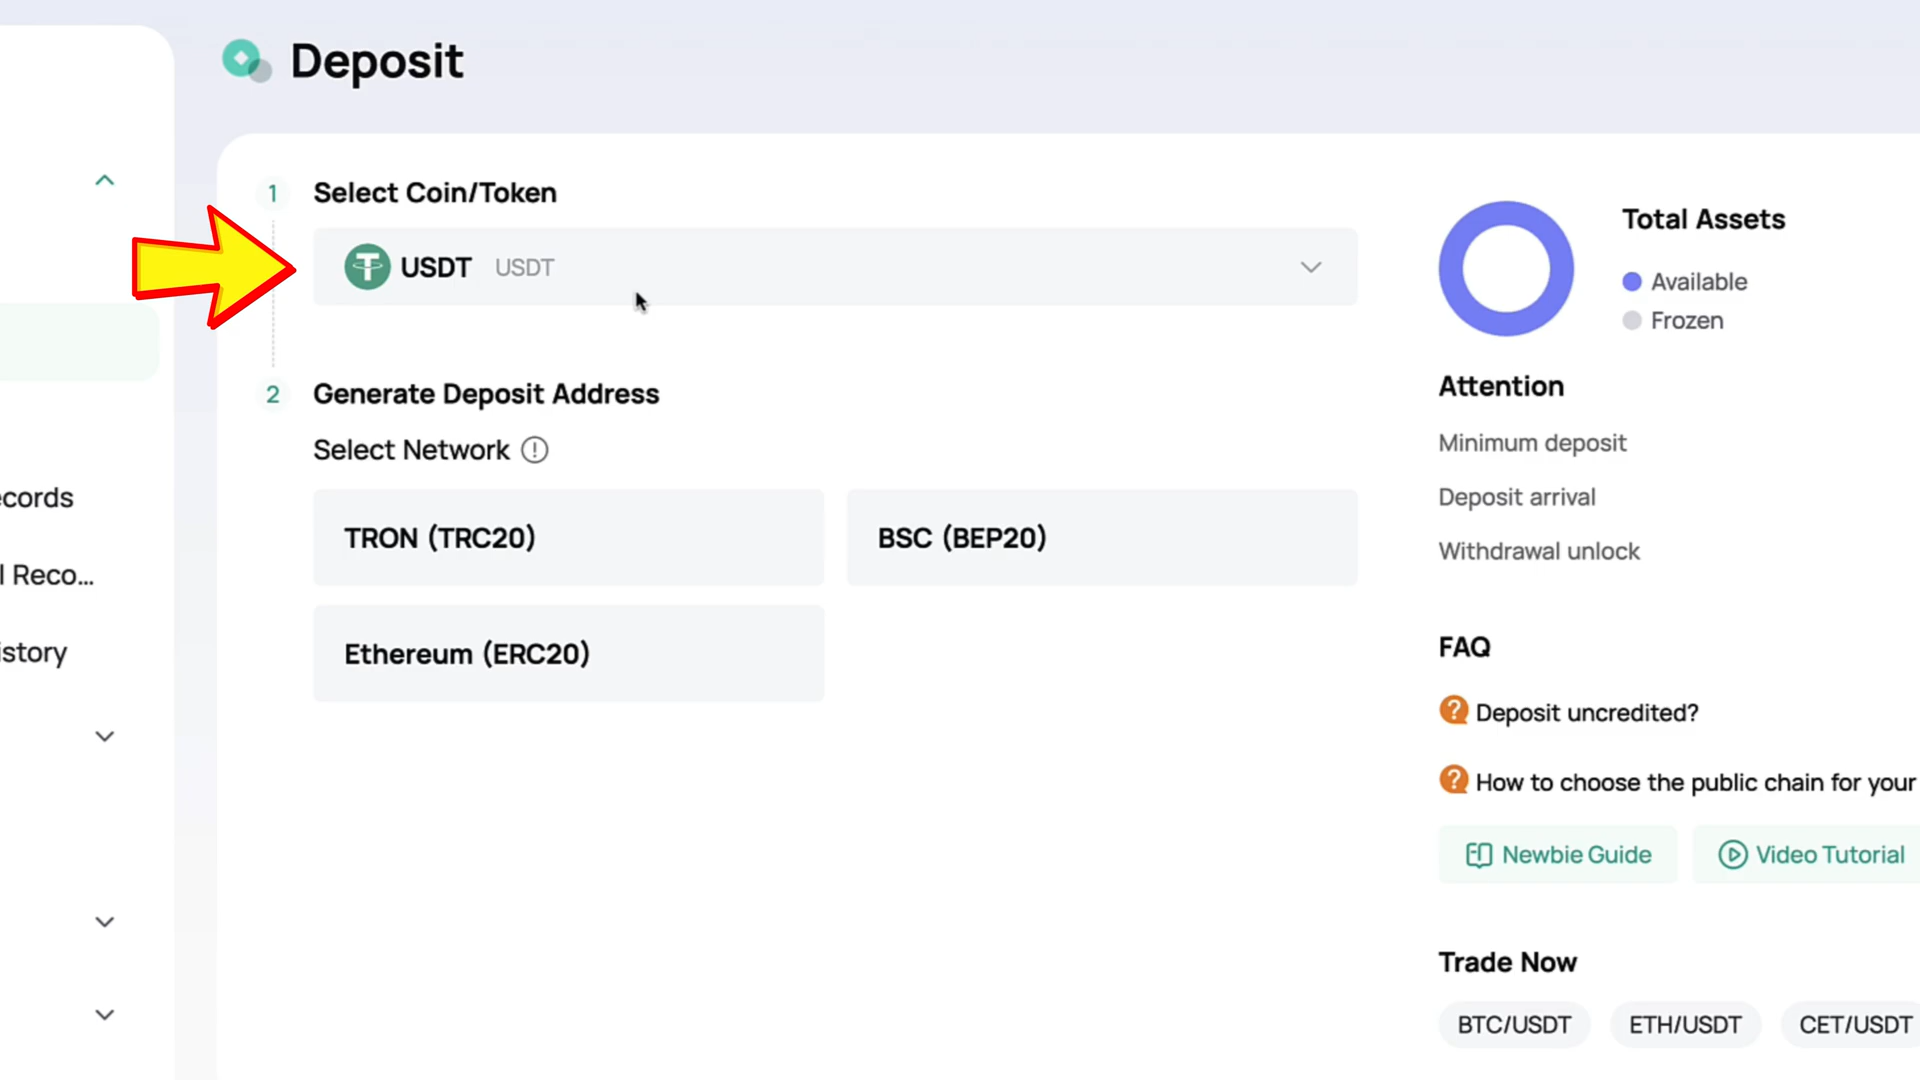 Deposit
1
Select Coin/Token
USDT USDT
2
Generate Deposit Address
Select Network
TRON (TRC20)
BSC (BEP20)
Ethereum (ERC20)
ecords
l Reco...
istory
Total Assets
Available
Frozen
Attention
Minimum deposit
Deposit arrival
Withdrawal unlock
FAQ
Deposit uncredited?
How to choose the public chain for your
Newbie Guide
Video Tutorial
Trade Now
BTC/USDT
ETH/USDT
CET/USDT